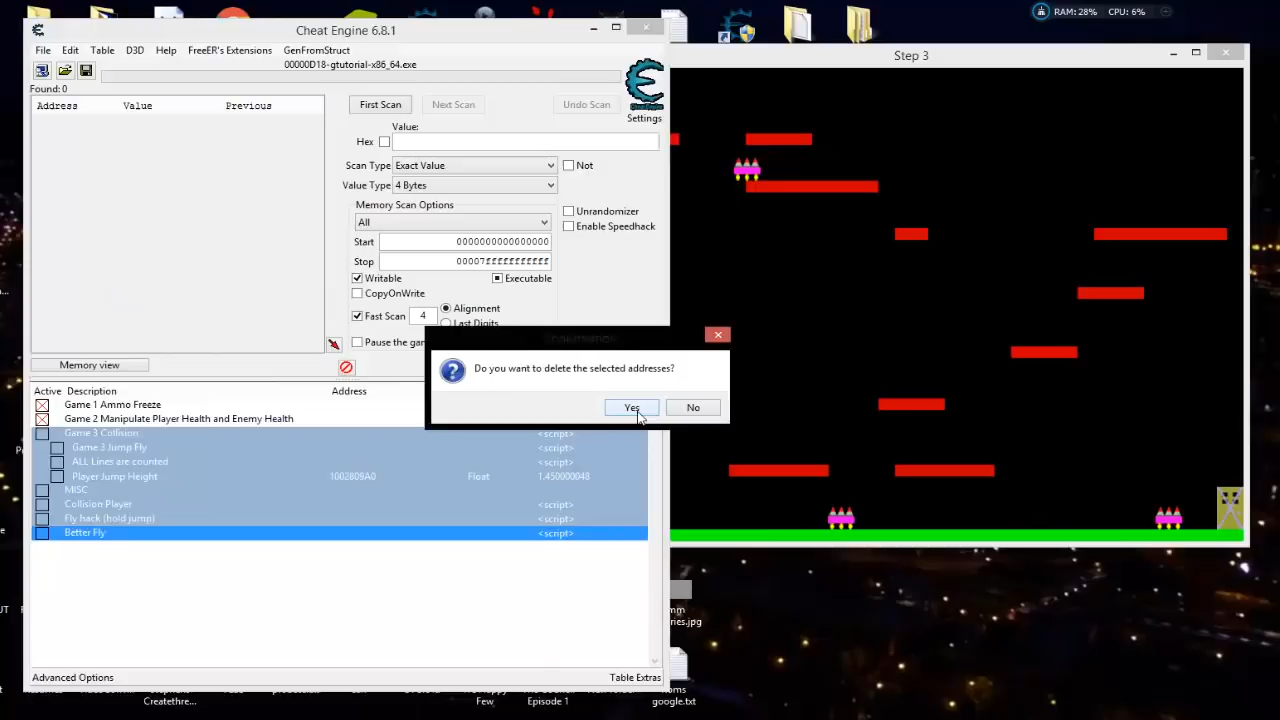 RAM: 28% CPU: 6%
Cheat Engine 6.8.1
File Edit Table D3D Help FreeER's Extensions GenFromStruct
00000D18-gtutorial-x86_64.exe
Step 3
Found: 0
Address Value Previous
First Scan Next Scan Undo Scan
Settings
Value:
Hex
Scan Type Exact Value Not
Value Type 4 Bytes
Memory Scan Options
All
Unrandomizer
Enable Speedhack
Start 0000000000000000
Stop 00007fffffffffff
Writable Executable
CopyOnWrite
Fast Scan 4 Alignment
Last Digits
Pause the gam
Memory view
Do you want to delete the selected addresses?
Yes No
Active Description Address
Game 1 Ammo Freeze
Game 2 Manipulate Player Health and Enemy Health
Game 3 Collision <script>
Game 3 Jump Fly <script>
ALL Lines are counted <script>
Player Jump Height 1002809A0 Float 1.450000048
MISC
Collision Player <script>
Fly hack (hold jump) <script>
Better Fly <script>
Advanced Options Table Extras
Createthre...
Few
Episode 1
google.txt